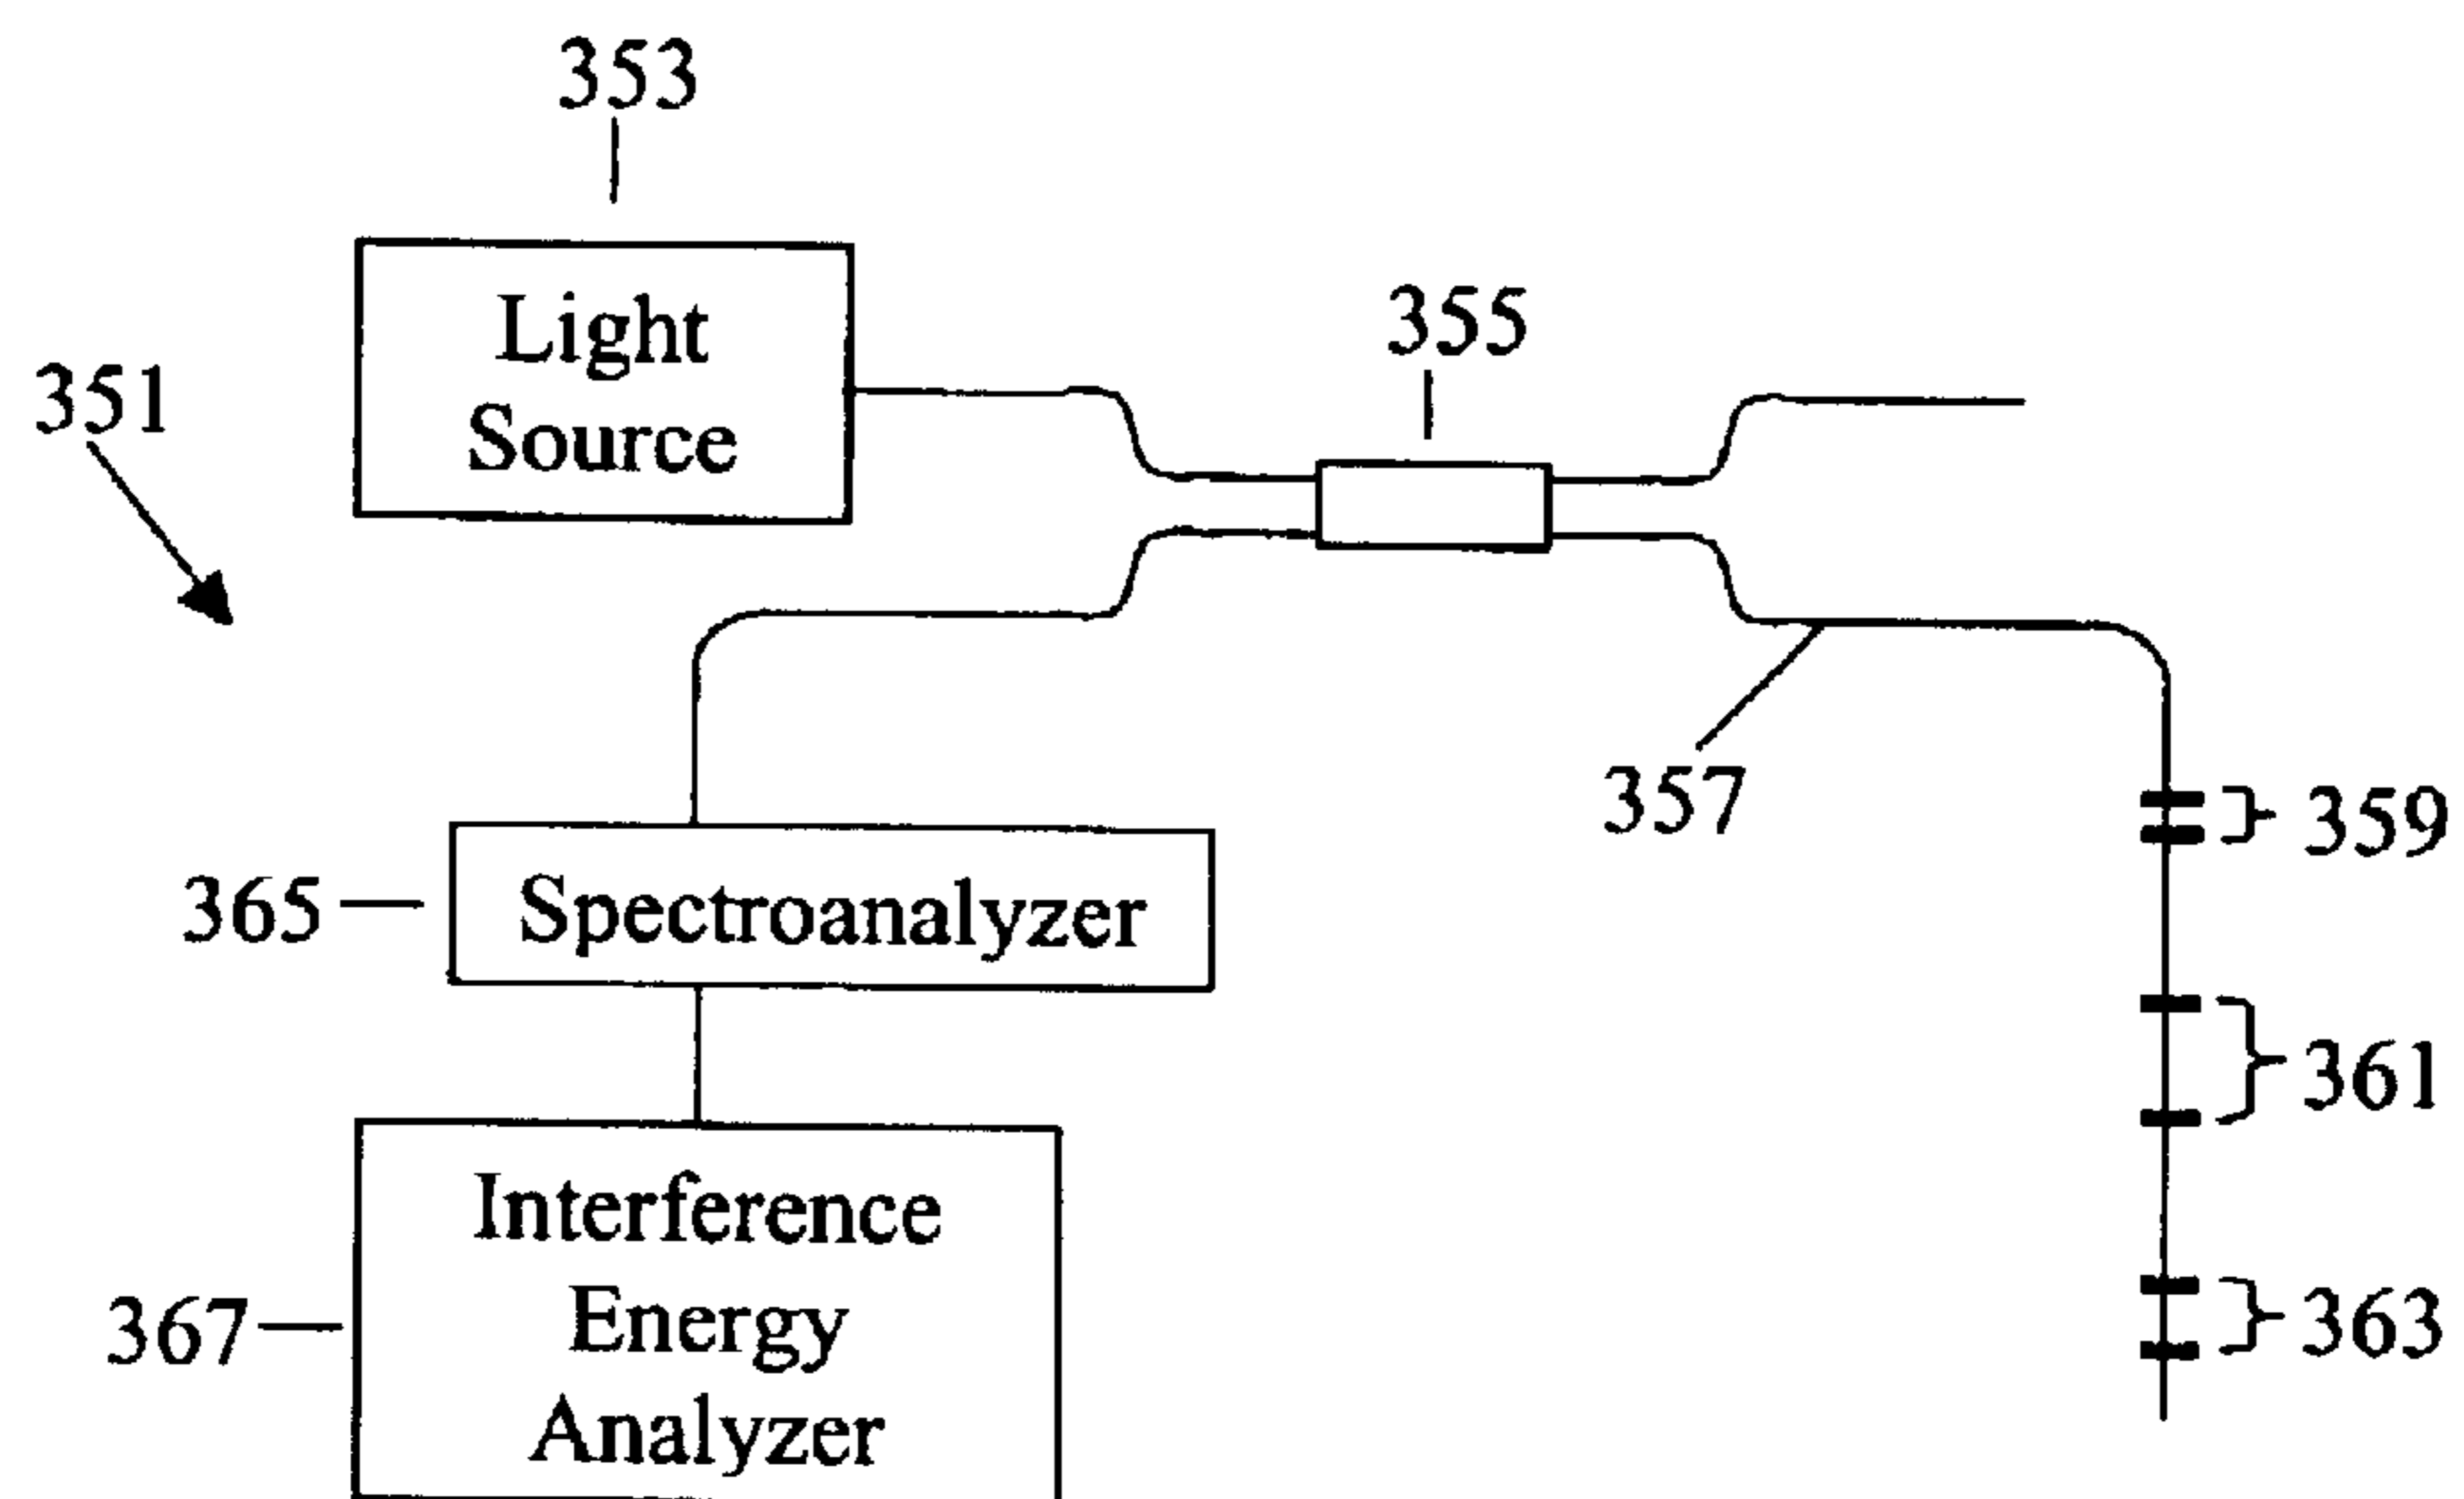 353
Light
Source
355
351
357
359
365
Spectroanalyzer
361
Interference
Energy
Analyzer
367
363